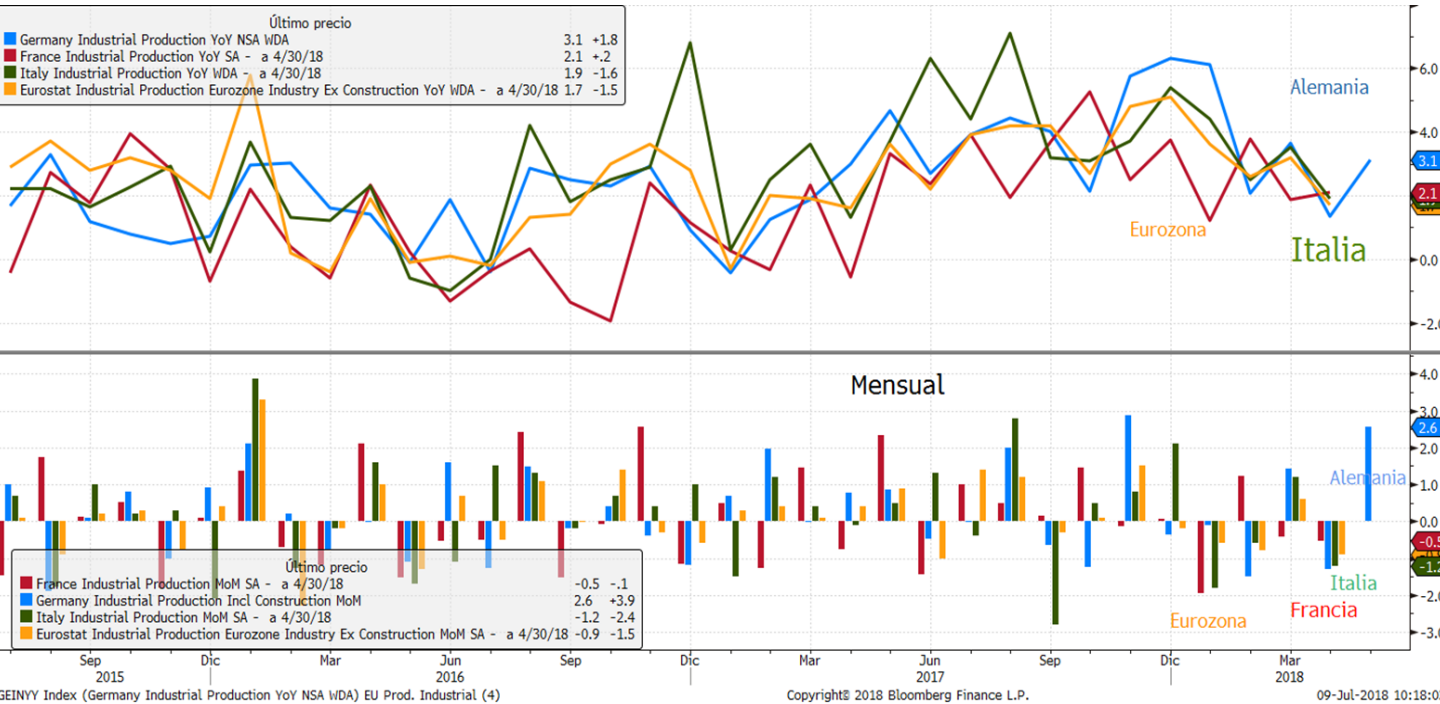 Último precio
Germany Industrial Production YoY NSA WDA 3.1 +1.8
France Industrial Production YoY SA - a 4/30/18 2.1 +.2
Italy Industrial Production YoY WDA - a 4/30/18 1.9 -1.6
Eurostat Industrial Production Eurozone Industry Ex Construction YoY WDA - a 4/30/18 1.7 -1.5
6.0
Alemania
4.0
3.1
2.1
Eurozona
Italia
0.0
-2.0
Mensual
4.0
3.0
2.6
2.0
Alemania
1.0
0.0
-0.5
-1.2
Último precio
France Industrial Production MoM SA - a 4/30/18 -0.5 -.1
Germany Industrial Production Incl Construction MoM 2.6 +3.9
Italy Industrial Production MoM SA - a 4/30/18 -1.2 -2.4
Eurostat Industrial Production Eurozone Industry Ex Construction MoM SA - a 4/30/18 -0.9 -1.5
Italia
-2.0
Francia
Eurozona
-3.0
Sep Dic Mar Jun Sep Dic Mar Jun Sep Dic Mar
2015 2016 2017 2018
GEINYY Index (Germany Industrial Production YoY NSA WDA) EU Prod. Industrial (4) Copyright© 2018 Bloomberg Finance L.P. 09-Jul-2018 10:18:0